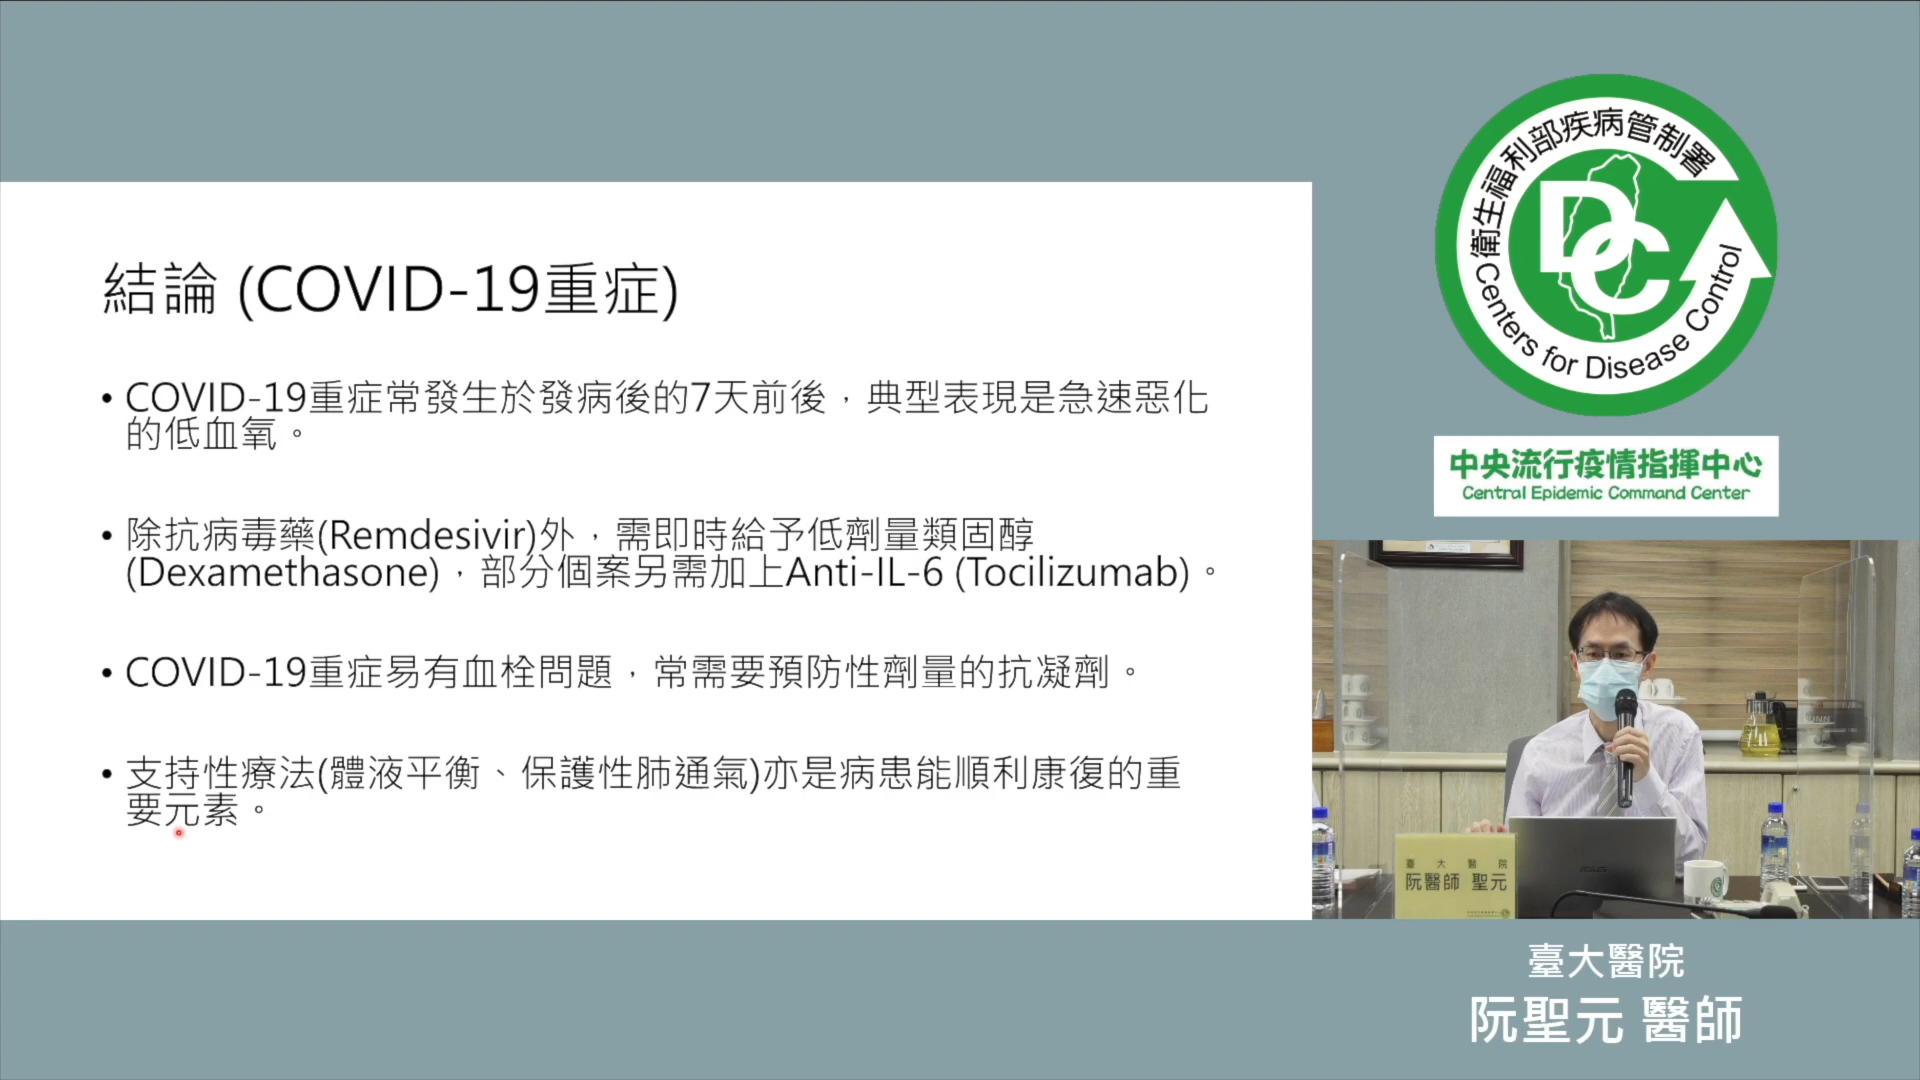 結論 (COVID-19重症)
• COVID-19重症常發生於發病後的7天前後，典型表現是急速惡化
的低血氧。
• 除抗病毒藥(Remdesivir)外，需即時給予低劑量類固醇
(Dexamethasone)，部分個案另需加上Anti-IL-6 (Tocilizumab)。
• COVID-19重症易有血栓問題，常需要預防性劑量的抗凝劑。
• 支持性療法(體液平衡、保護性肺通氣)亦是病患能順利康復的重
要元素。
衛生福利部疾病管制署
CDC
Centers for Disease Control
中央流行疫情指揮中心
Central Epidemic Command Center
臺大醫院
阮醫師 聖元
ASUS
臺大醫院
阮聖元 醫師